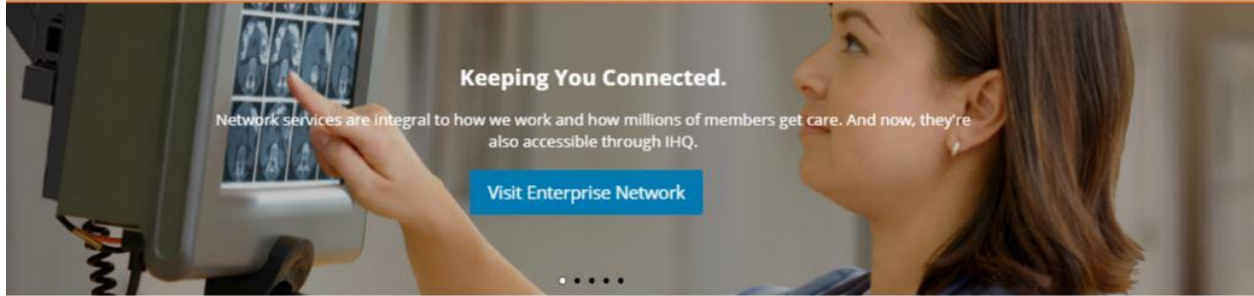 Keeping You Connected.
Network services are integral to how we work and how millions of members get care. And now, they're
also accessible through IHQ.
Visit Enterprise Network